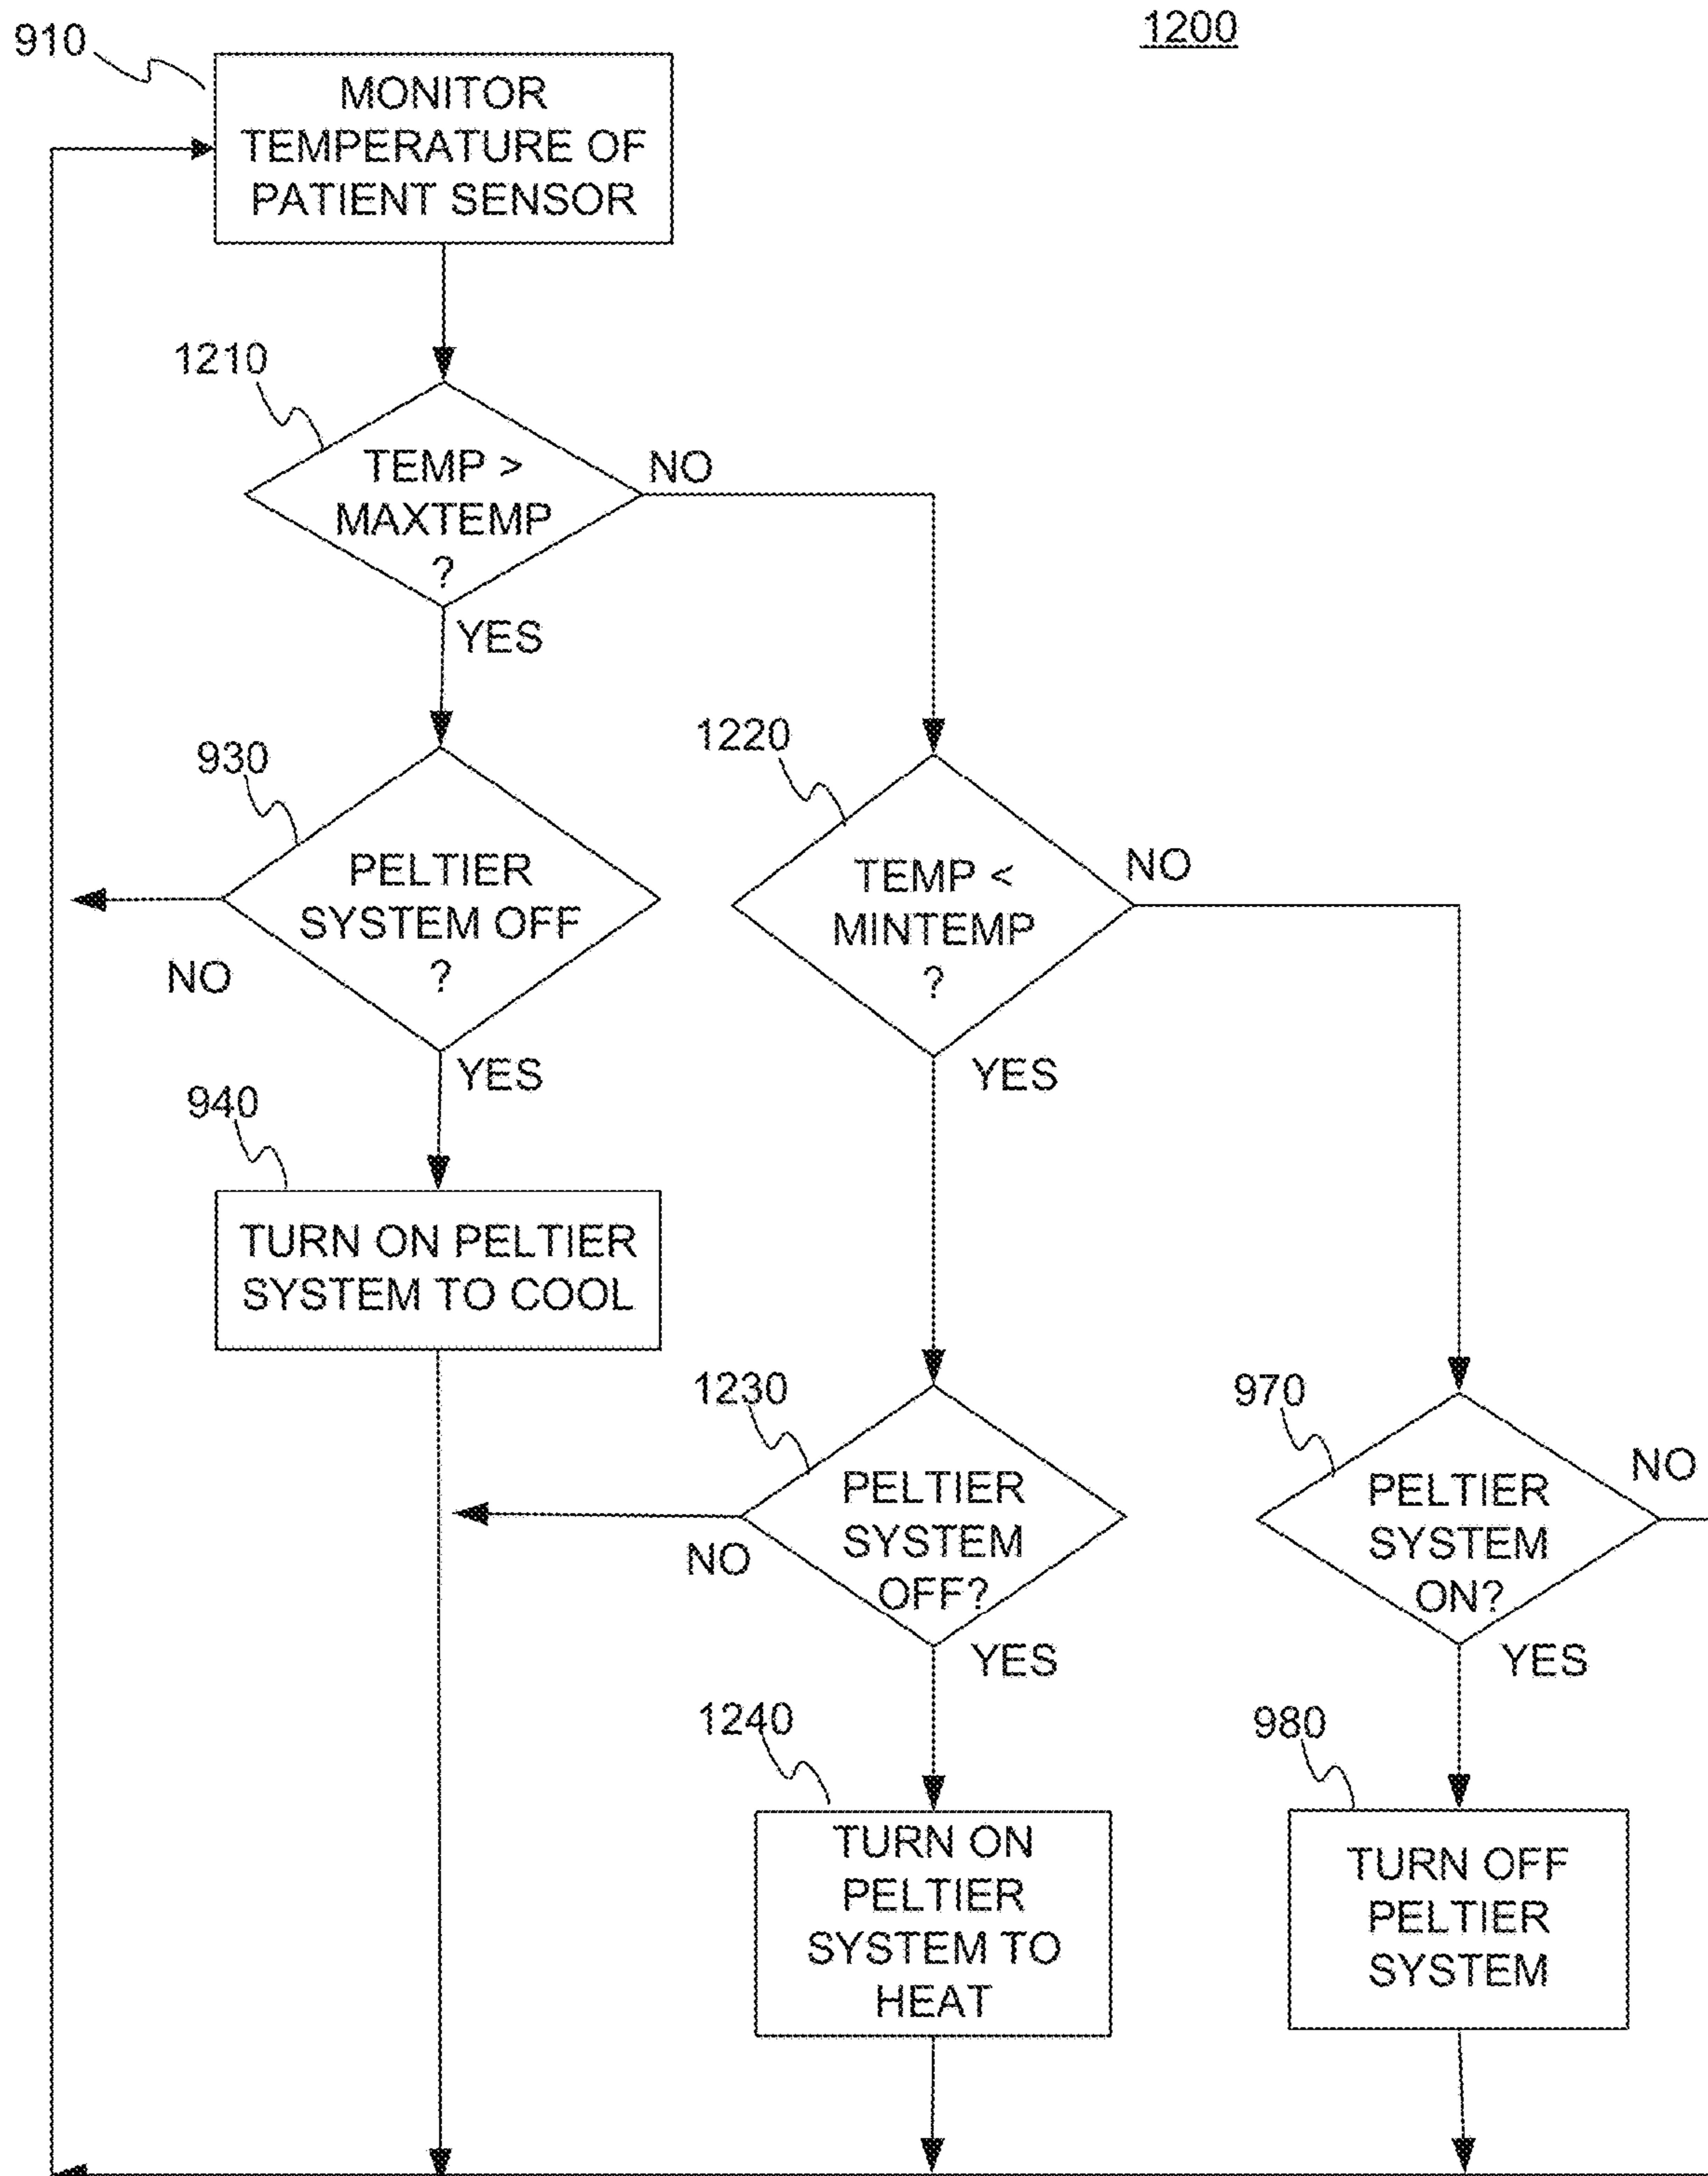 1200
910
MONITOR
TEMPERATURE OF
PATIENT SENSOR
1210
TEMP >
MAXTEMP
?
NO
YES
930
PELTIER
SYSTEM OFF
?
NO
YES
1220
TEMP <
MINTEMP
?
NO
YES
940
TURN ON PELTIER
SYSTEM TO COOL
1230
PELTIER
SYSTEM
OFF?
NO
YES
970
PELTIER
SYSTEM
ON?
NO
YES
1240
TURN ON
PELTIER
SYSTEM TO
HEAT
980
TURN OFF
PELTIER
SYSTEM